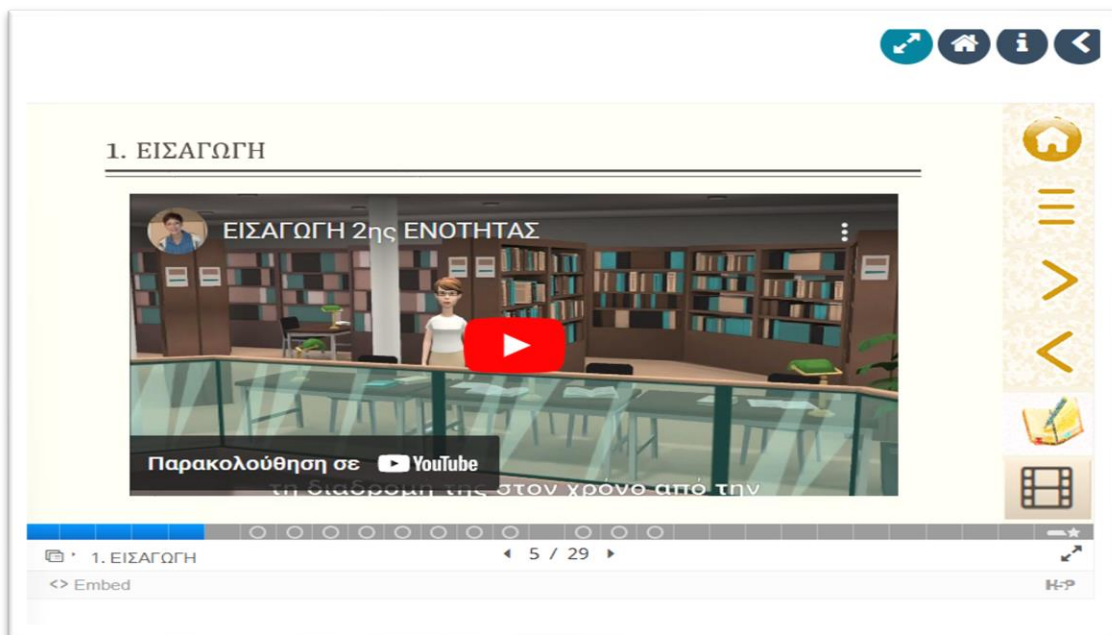 1. ΕΙΣΑΓΩΓΗ
ΕΙΣΑΓΩΓΗ 2ης ΕΝΟΤΗΤΑΣ
Παρακολούθηση σε YouTube
τη διαδρομή της στον χρόνο από την
1. ΕΙΣΑΓΩΓΗ
5 / 29
<> Embed
H-P